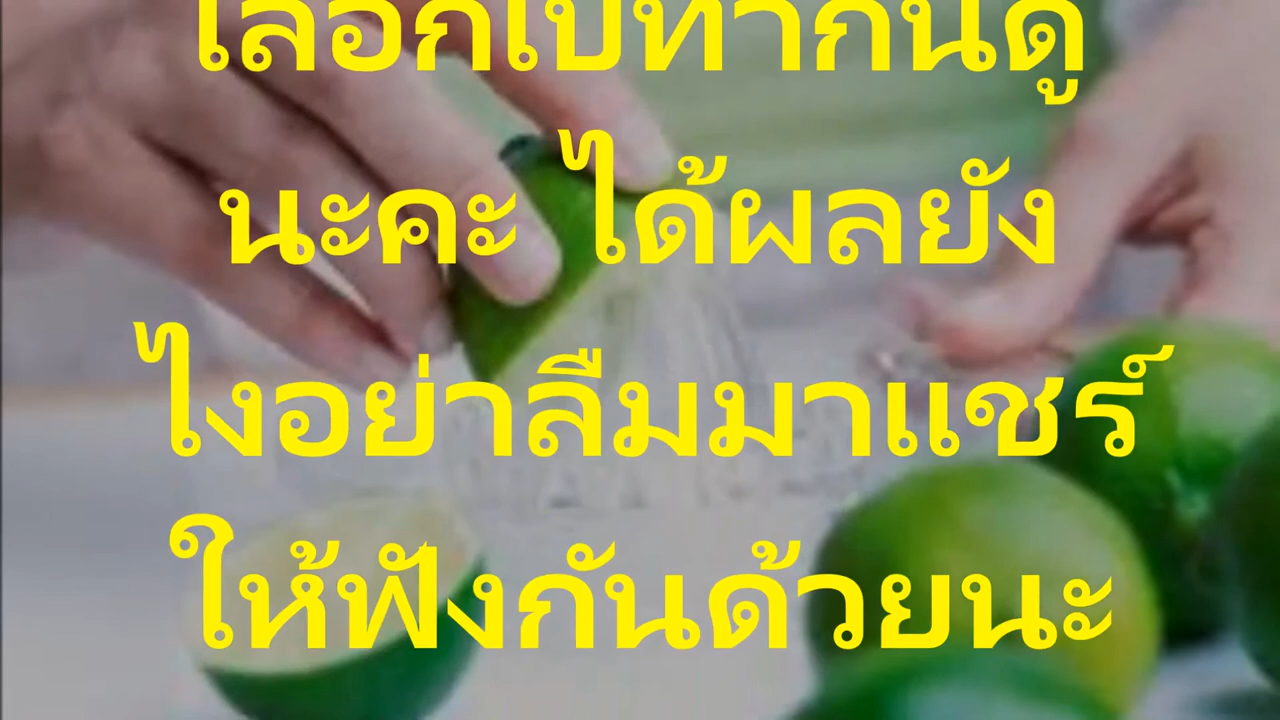 เลือกไปทำกันดู
นะคะ ได้ผลยัง
ไงอย่าลืมมาแชร์
ให้ฟังกันด้วยนะ